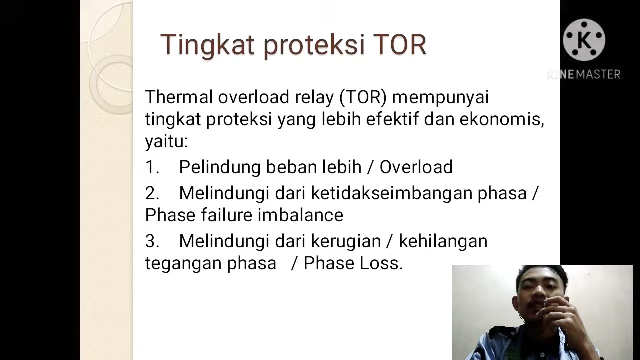 Tingkat proteksi TOR
KINEMASTER
Thermal overload relay (TOR) mempunyai
tingkat proteksi yang lebih efektif dan ekonomis,
yaitu:
1. Pelindung beban lebih / Overload
2. Melindungi dari ketidakseimbangan phasa /
Phase failure imbalance
3. Melindungi dari kerugian / kehilangan
tegangan phasa / Phase Loss.